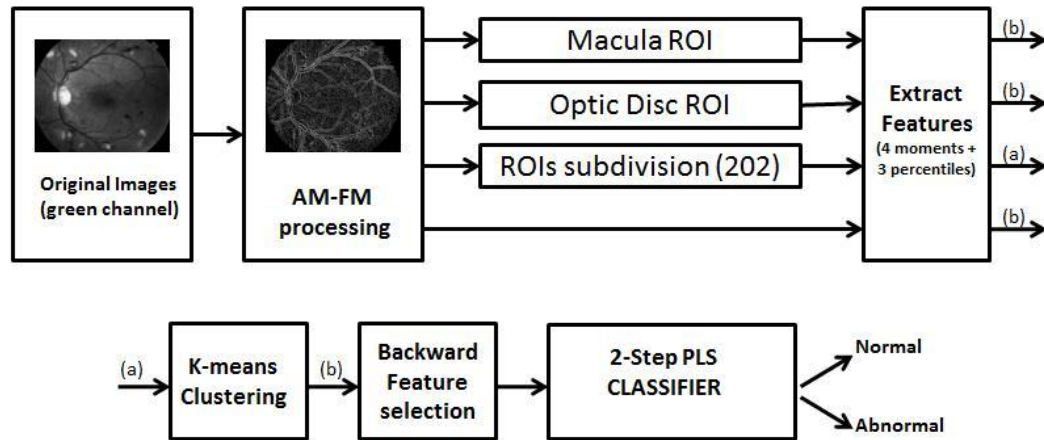 Original Images
(green channel)
AM-FM
processing
Macula ROI
Optic Disc ROI
ROIs subdivision (202)
Extract
Features
(4 moments +
3 percentiles)
(b)
(b)
(a)
(b)
(a)
K-means
Clustering
(b)
Backward
Feature
selection
2-Step PLS
CLASSIFIER
Normal
Abnormal